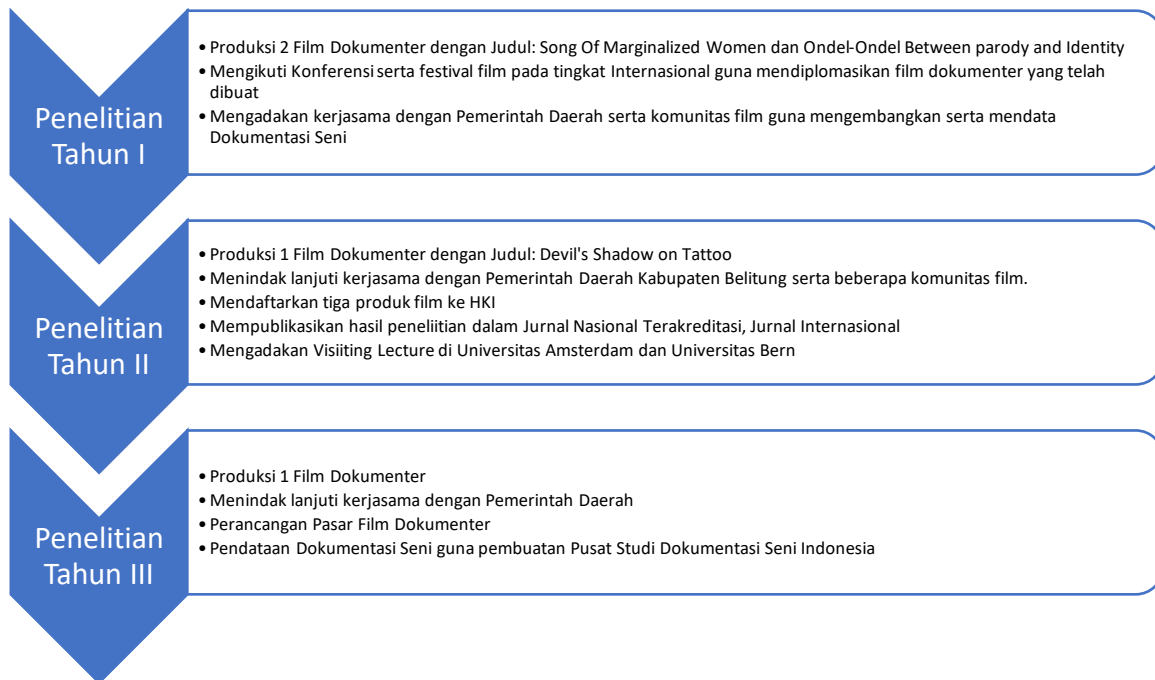 Penelitian
Tahun I
• Produksi 2 Film Dokumenter dengan Judul: Song Of Marginalized Women dan Ondel-Ondel Between parody and Identity
• Mengikuti Konferensi serta festival film pada tingkat Internasional guna mendiplomasikan film dokumenter yang telah
dibuat
• Mengadakan kerjasama dengan Pemerintah Daerah serta komunitas film guna mengembangkan serta mendata
Dokumentasi Seni
Penelitian
Tahun II
• Produksi 1 Film Dokumenter dengan Judul: Devil's Shadow on Tattoo
• Menindak lanjuti kerjasama dengan Pemerintah Daerah Kabupaten Belitung serta beberapa komunitas film.
• Mendaftarkan tiga produk film ke HKI
• Mempublikasikan hasil peneliitian dalam Jurnal Nasional Terakreditasi, Jurnal Internasional
• Mengadakan Visiiting Lecture di Universitas Amsterdam dan Universitas Bern
Penelitian
Tahun III
• Produksi 1 Film Dokumenter
• Menindak lanjuti kerjasama dengan Pemerintah Daerah
• Perancangan Pasar Film Dokumenter
• Pendataan Dokumentasi Seni guna pembuatan Pusat Studi Dokumentasi Seni Indonesia